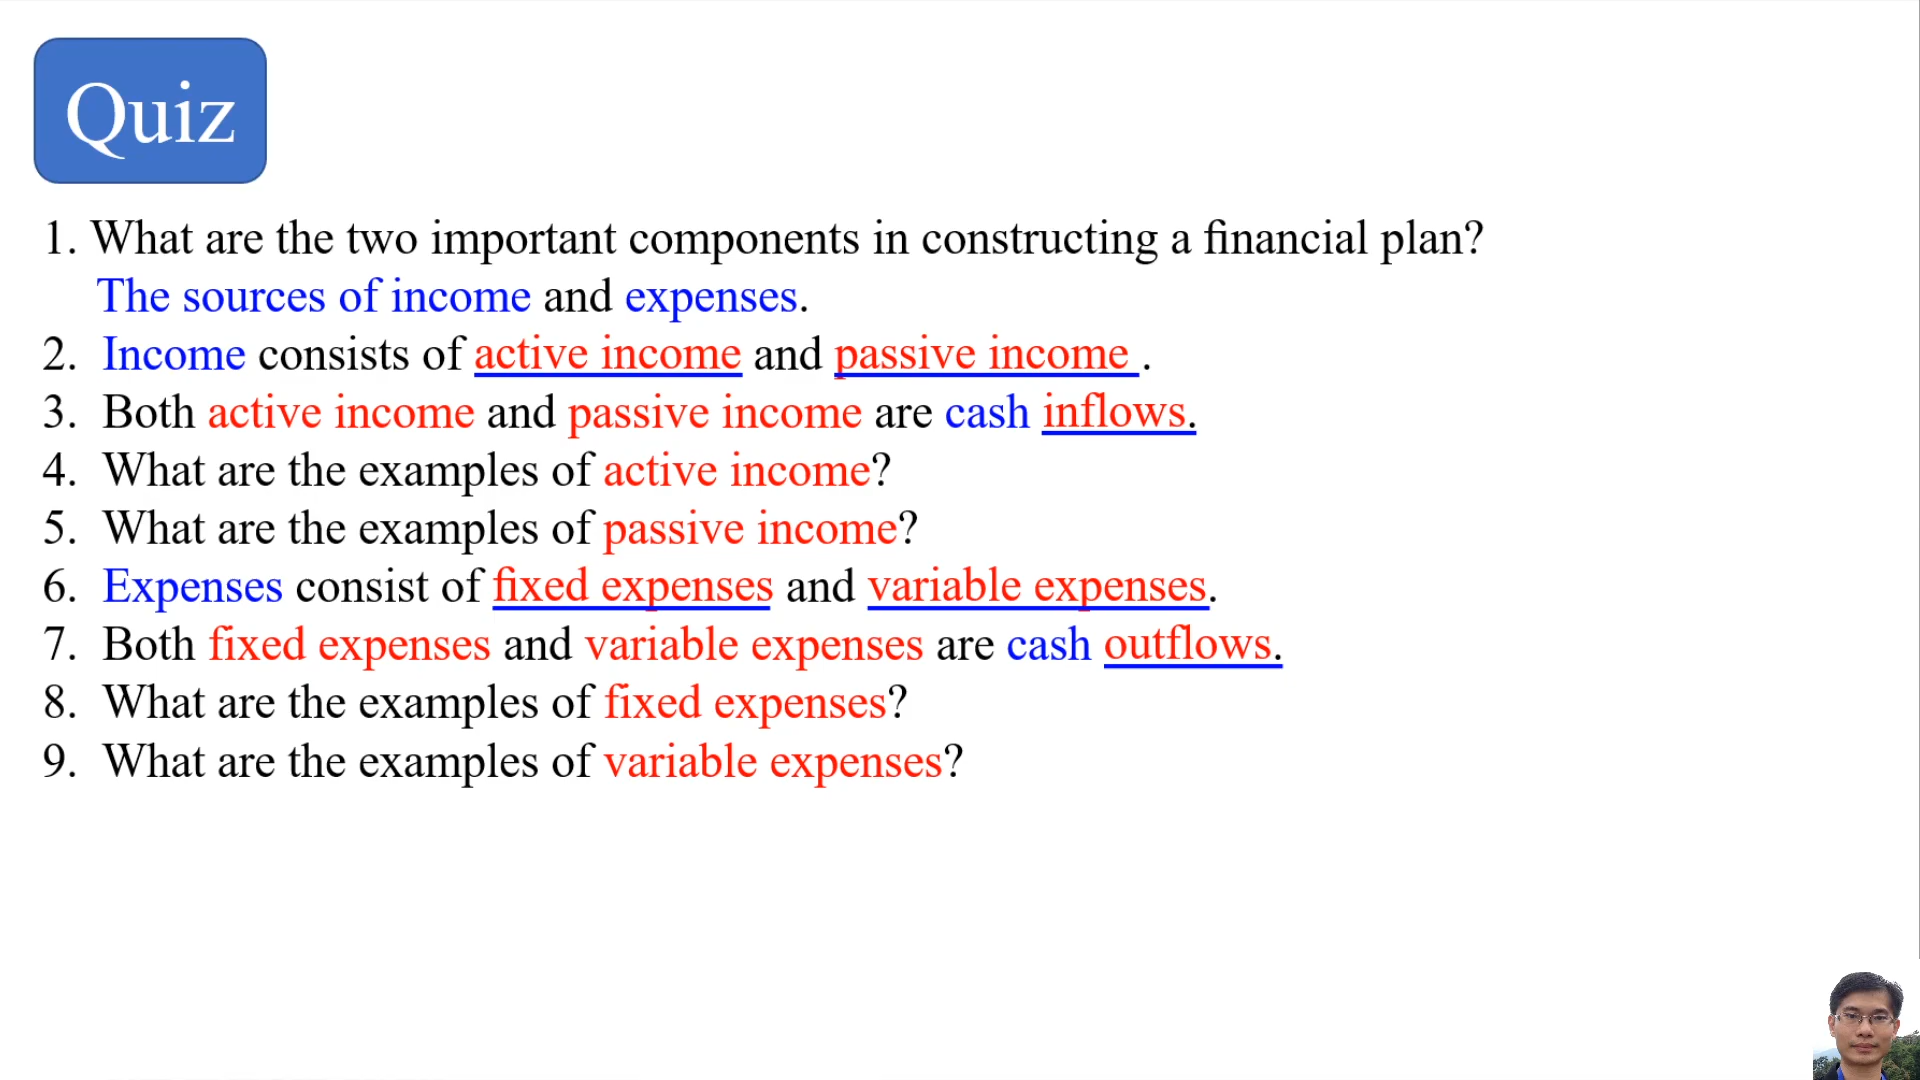 Quiz
1. What are the two important components in constructing a financial plan?
The sources of income and expenses.
2. Income consists of active income and passive income .
3. Both active income and passive income are cash inflows.
4. What are the examples of active income?
5. What are the examples of passive income?
6. Expenses consist of fixed expenses and variable expenses.
7. Both fixed expenses and variable expenses are cash outflows.
8. What are the examples of fixed expenses?
9. What are the examples of variable expenses?